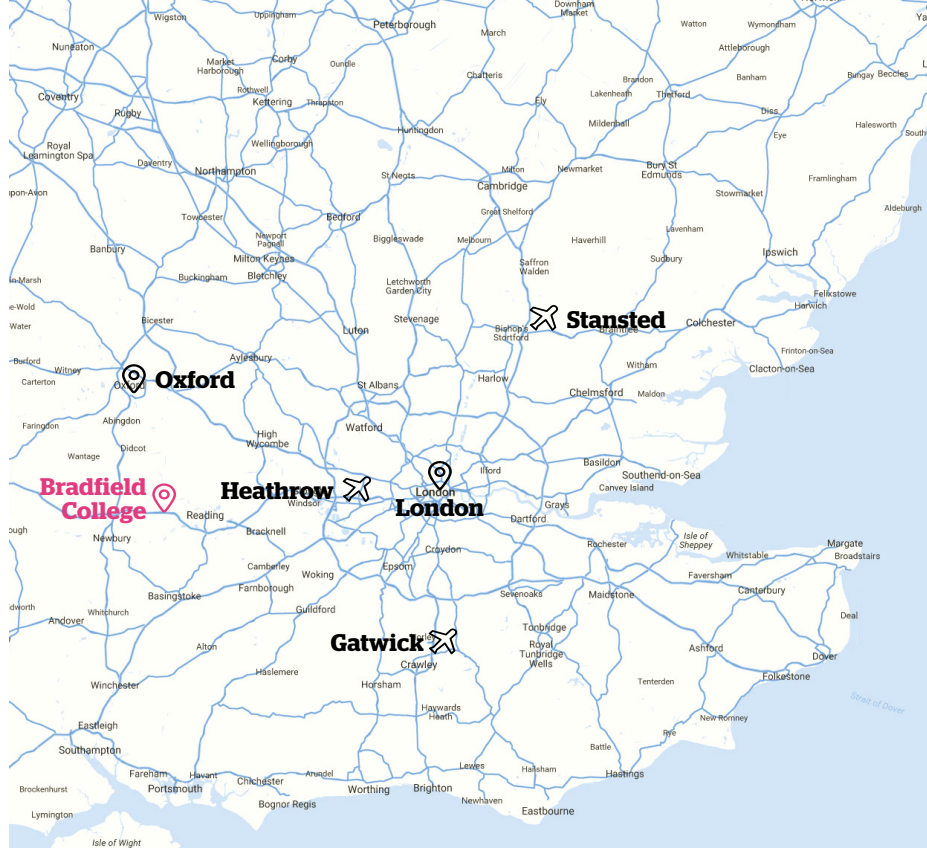 Downham
Market
Wigston
Uppingham
Peterborough
Watton
Wymondham
March
Nuneaton
Attleborough
Market
Harborough
Corby
Oundle
Chatteris
Brandon
Banham
Bungay
Beccles
Coventry
Rothwell
Kettering
Thrapston
Ely
Lakenheath
Thetford
Rugby
Diss
Mildenhall
Halesworth
Huntingdon
Eye
Royal
Leamington Spa
Wellingborough
Daventry
Northampton
St Neots
Milton
Newmarket
Bury St
Edmunds
Framlingham
Cambridge
Stowmarket
Aldeburgh
Towcester
Bedford
Great Shelford
Lavenham
Banbury
Newport
Pagnell
Biggleswade
Melbourn
Haverhill
Milton Keynes
Ipswich
Sudbury
Saffron
Walden
Buckingham
Bletchley
Letchworth
Garden City
Felixstowe
Harwich
Bicester
Stevenage
Stansted
Colchester
Luton
Bishop's
Stortford
Braintree
Frinton-on-Sea
Burford
Witney
Aylesbury
Witham
Clacton-on-Sea
Carterton
Oxford
Oxford
St Albans
Harlow
Chelmsford
Maldon
Faringdon
Abingdon
Watford
High
Wycombe
Didcot
Wantage
Basildon
Ilford
Southend-on-Sea
Bradfield
College
Heathrow
London
Canvey Island
Windsor
London
Grays
Reading
Dartford
Bracknell
Newbury
Isle of
Sheppey
Rochester
Margate
Croydon
Whitstable
Broadstairs
Camberley
Epsom
Woking
Faversham
Farnborough
Canterbury
Basingstoke
Sevenoaks
Maidstone
Whitchurch
Guildford
Deal
Andover
Tonbridge
Gatwick
Alton
Royal
Tunbridge
Wells
Ashford
Dover
Crawley
Haslemere
Folkestone
Winchester
Horsham
Tenterden
Strait of Dover
Haywards
Heath
New Romney
Eastleigh
Rye
Southampton
Battle
Lewes
Hailsham
Fareham
Havant
Chichester
Arundel
Hastings
Brockenhurst
Portsmouth
Worthing
Brighton
Newhaven
Bognor Regis
Eastbourne
Lymington
Isle of Wight